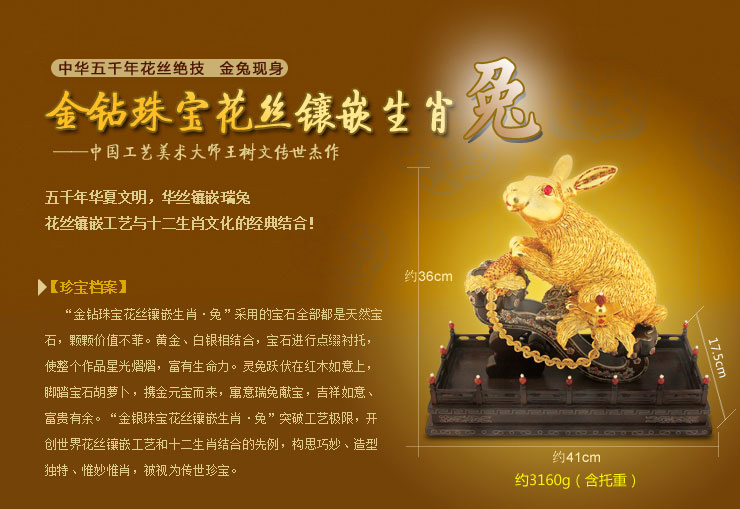 中华五千年花丝绝技 金兔现身
金钻珠宝花丝镶嵌生肖兔
——中国工艺美术大师王树文传世杰作
五千年华夏文明，华丝镶嵌瑞兔
花丝镶嵌工艺与十二生肖文化的经典结合！
【珍宝档案】
“金钻珠宝花丝镶嵌生肖·兔”采用的宝石全部都是天然宝
石，颗颗价值不菲。黄金、白银相结合，宝石进行点缀衬托，
使整个作品星光熠熠，富有生命力。灵兔跃伏在红木如意上，
脚踏宝石胡萝卜，携金元宝而来，寓意瑞兔献宝，吉祥如意、
富贵有余。“金银珠宝花丝镶嵌生肖·兔”突破工艺极限，开
创世界花丝镶嵌工艺和十二生肖结合的先例，构思巧妙、造型
独特、惟妙惟肖，被视为传世珍宝。
约36cm
17.5cm
约41cm
约3160g（含托重）